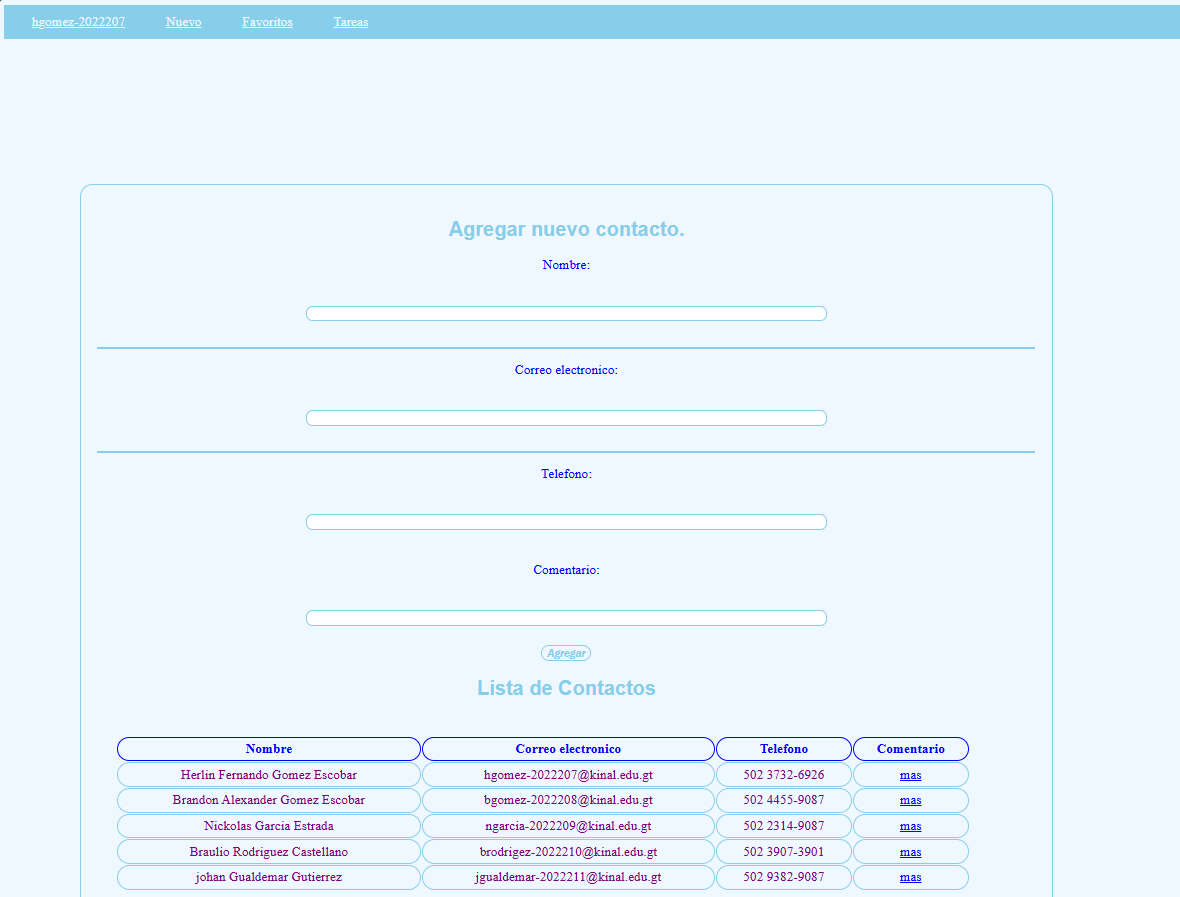 hgomez-2022207 Nuevo Favoritos Tareas
Agregar nuevo contacto.
Nombre:
Correo electronico:
Telefono:
Comentario:
Agregar
Lista de Contactos
Nombre Correo electronico Telefono Comentario
Herlin Fernando Gomez Escobar hgomez-2022207@kinal.edu.gt 502 3732-6926 mas
Brandon Alexander Gomez Escobar bgomez-2022208@kinal.edu.gt 502 4455-9087 mas
Nickolas Garcia Estrada ngarcia-2022209@kinal.edu.gt 502 2314-9087 mas
Braulio Rodriguez Castellano brodrigez-2022210@kinal.edu.gt 502 3907-3901 mas
johan Gualdemar Gutierrez jgualdemar-2022211@kinal.edu.gt 502 9382-9087 mas